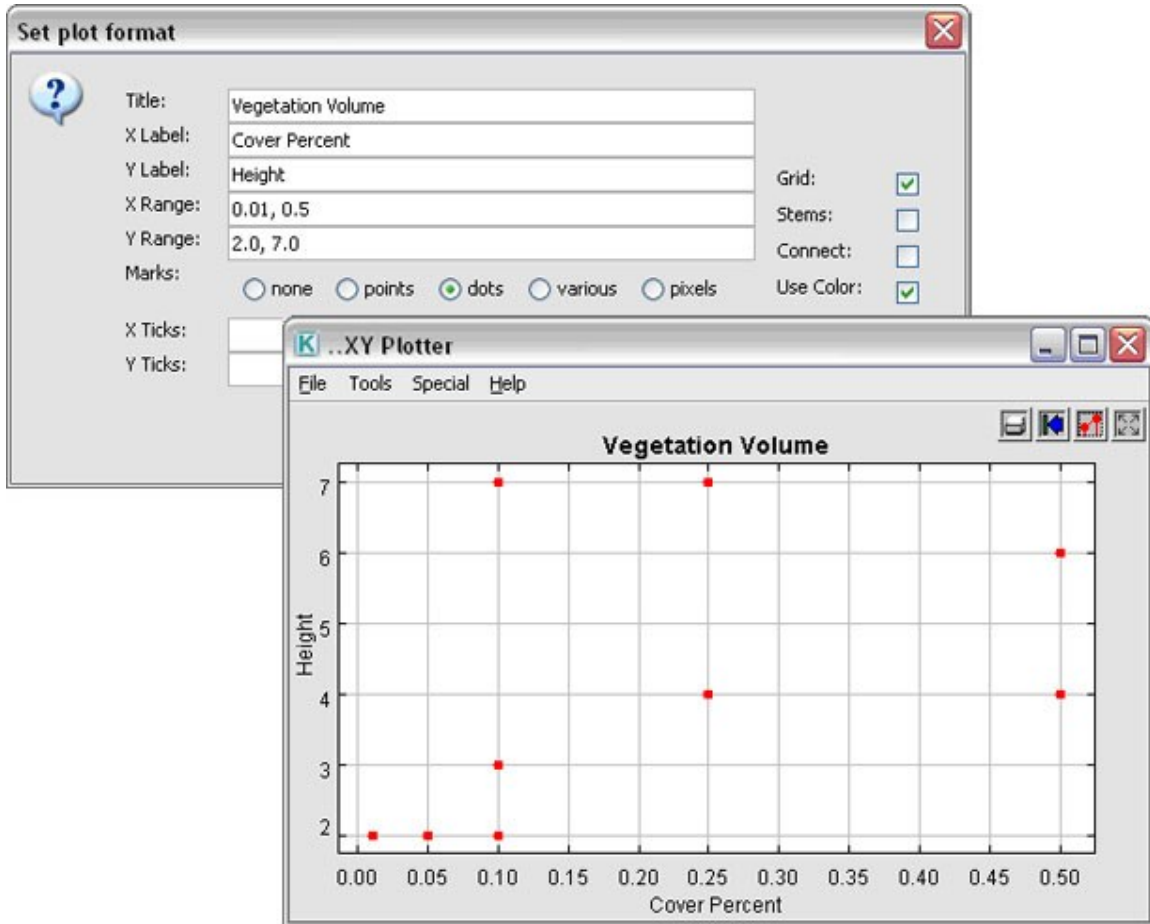 Set plot format
Title: Vegetation Volume
X Label: Cover Percent
Y Label: Height
X Range: 0.01, 0.5
Y Range: 2.0, 7.0
Marks: none points dots various pixels
X Ticks:
Y Ticks:
Grid:
Stems:
Connect:
Use Color:
..XY Plotter
File Tools Special Help
Vegetation Volume
7
6
5
4
3
2
Height
0.00 0.05 0.10 0.15 0.20 0.25 0.30 0.35 0.40 0.45 0.50
Cover Percent